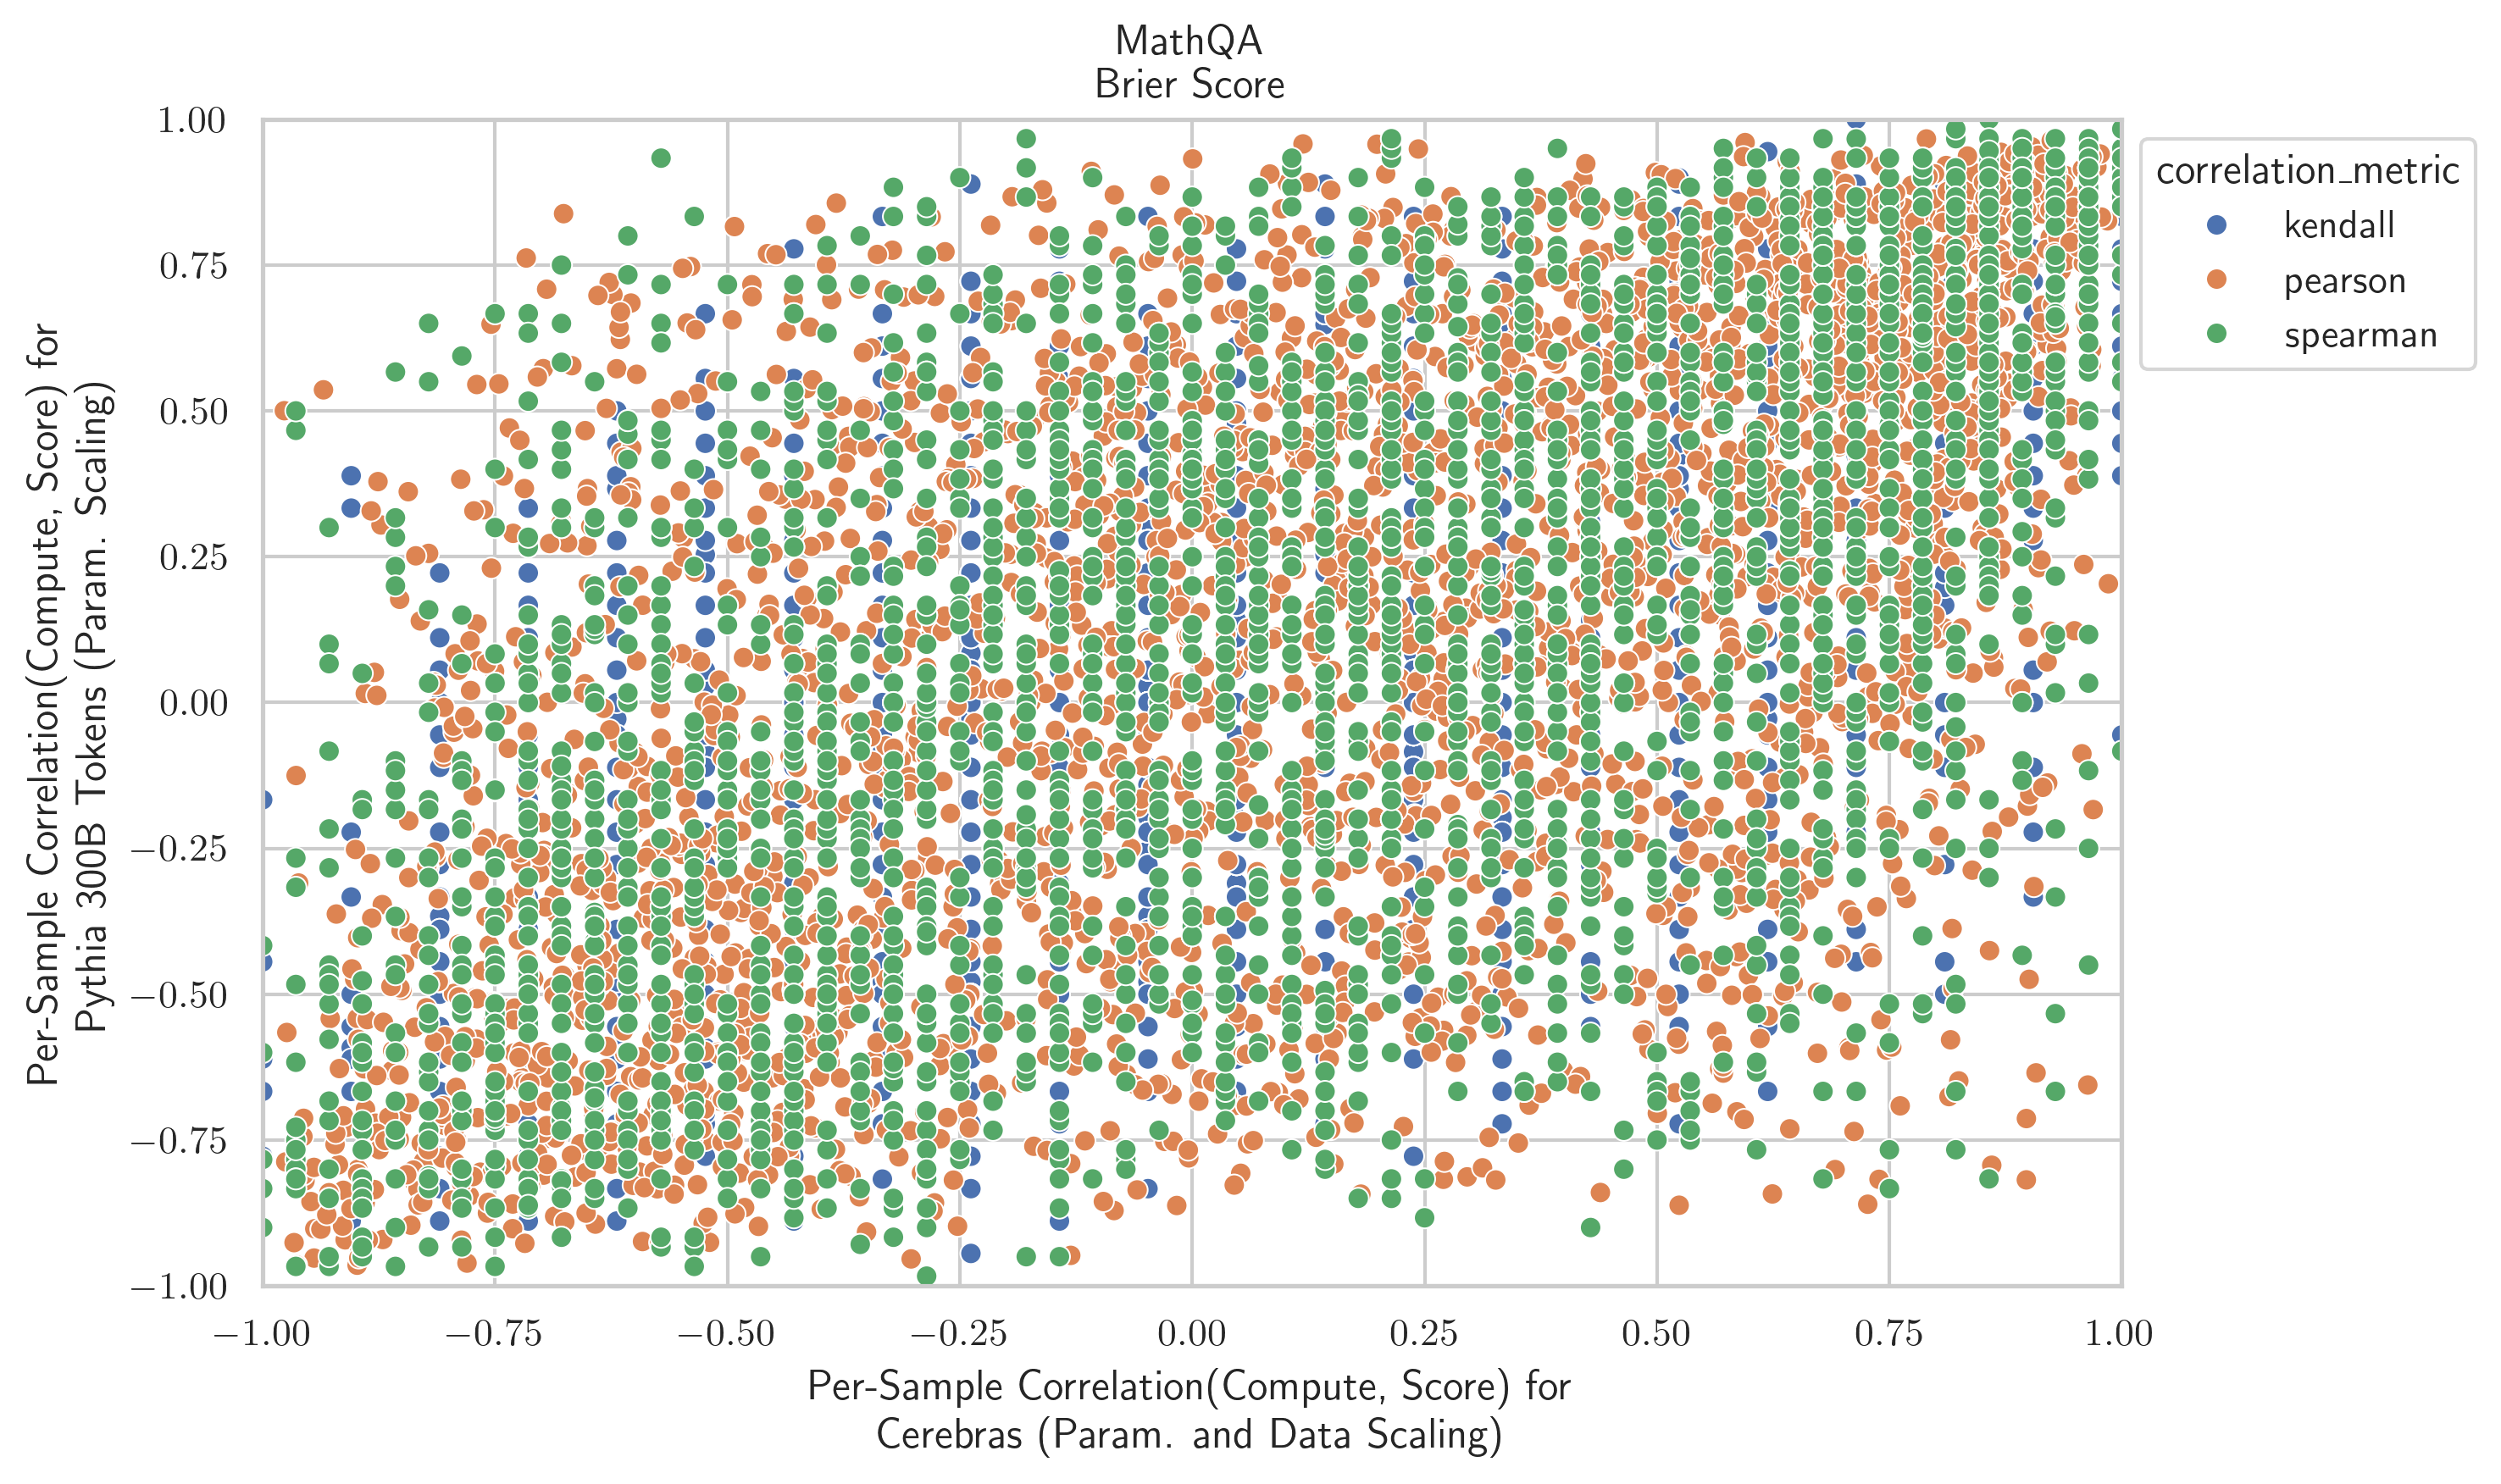 MathQA
Brier Score
Per-Sample Correlation(Compute, Score) for
Pythia 300B Tokens (Param. Scaling)
1.00
0.75
0.50
0.25
0.00
−0.25
−0.50
−0.75
−1.00
correlation_metric
kendall
pearson
spearman
−1.00 −0.75 −0.50 −0.25 0.00 0.25 0.50 0.75 1.00
Per-Sample Correlation(Compute, Score) for
Cerebras (Param. and Data Scaling)